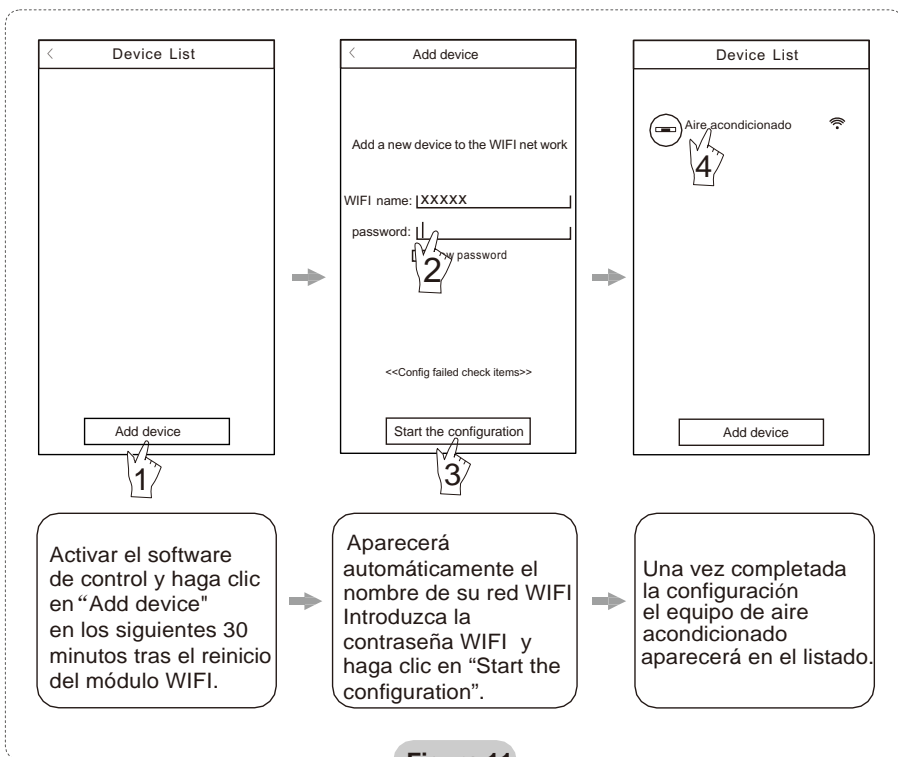 Device List
Add device
1
Add device
Add a new device to the WIFI net work
WIFI name: XXXXX
password:
2
password
<<Config failed check items>>
Start the configuration
3
Device List
Aire acondicionado
4
Add device
Activar el software
de control y haga clic
en “Add device"
en los siguientes 30
minutos tras el reinicio
del módulo WIFI.
Aparecerá
automáticamente el
nombre de su red WIFI
Introduzca la
contraseña WIFI y
haga clic en “Start the
configuration”.
Una vez completada
la configuración
el equipo de aire
acondicionado
aparecerá en el listado.